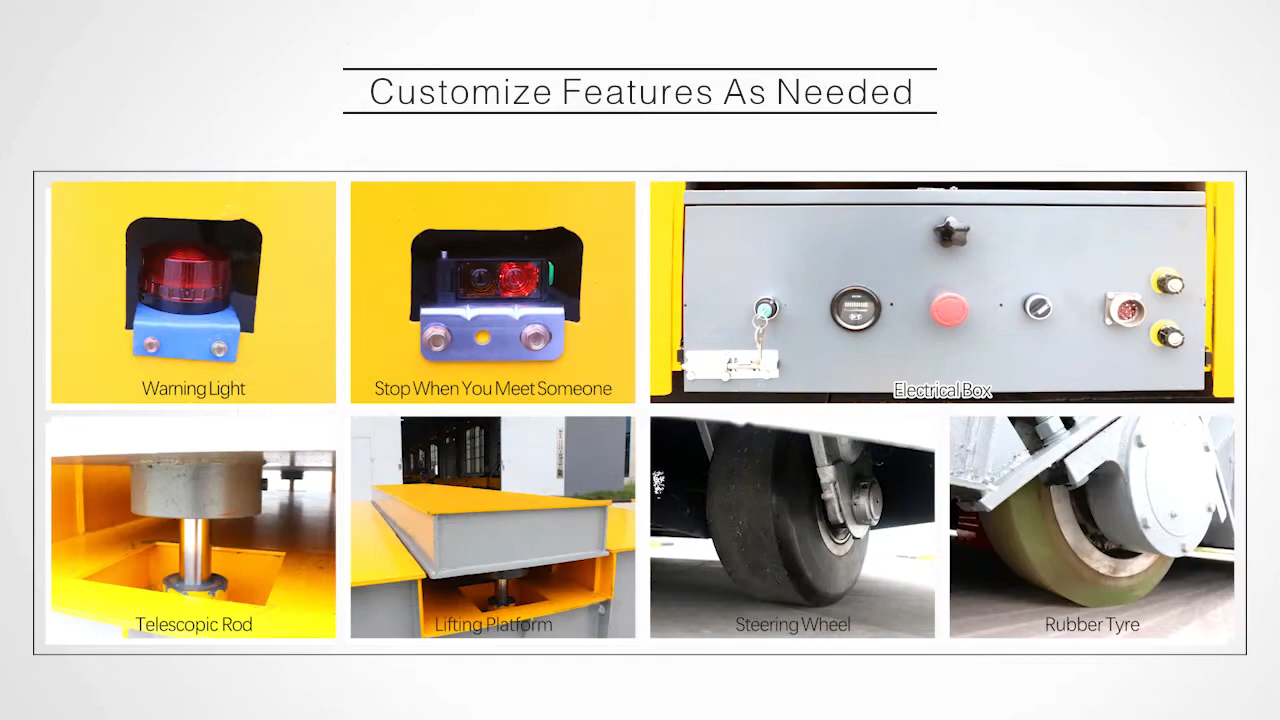 Customize Features As Needed
Warning Light
Stop When You Meet Someone
Electrical Box
Telescopic Rod
Lifting Platform
Steering Wheel
Rubber Tyre